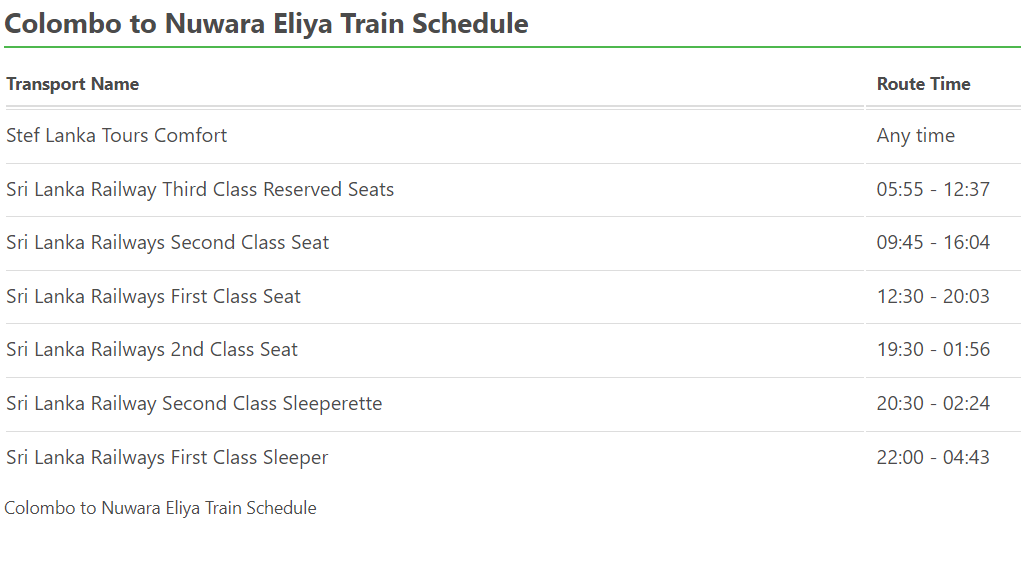 Colombo to Nuwara Eliya Train Schedule
Transport Name Route Time
Stef Lanka Tours Comfort Any time
Sri Lanka Railway Third Class Reserved Seats 05:55 - 12:37
Sri Lanka Railways Second Class Seat 09:45 - 16:04
Sri Lanka Railways First Class Seat 12:30 - 20:03
Sri Lanka Railways 2nd Class Seat 19:30 - 01:56
Sri Lanka Railway Second Class Sleeperette 20:30 - 02:24
Sri Lanka Railways First Class Sleeper 22:00 - 04:43
Colombo to Nuwara Eliya Train Schedule